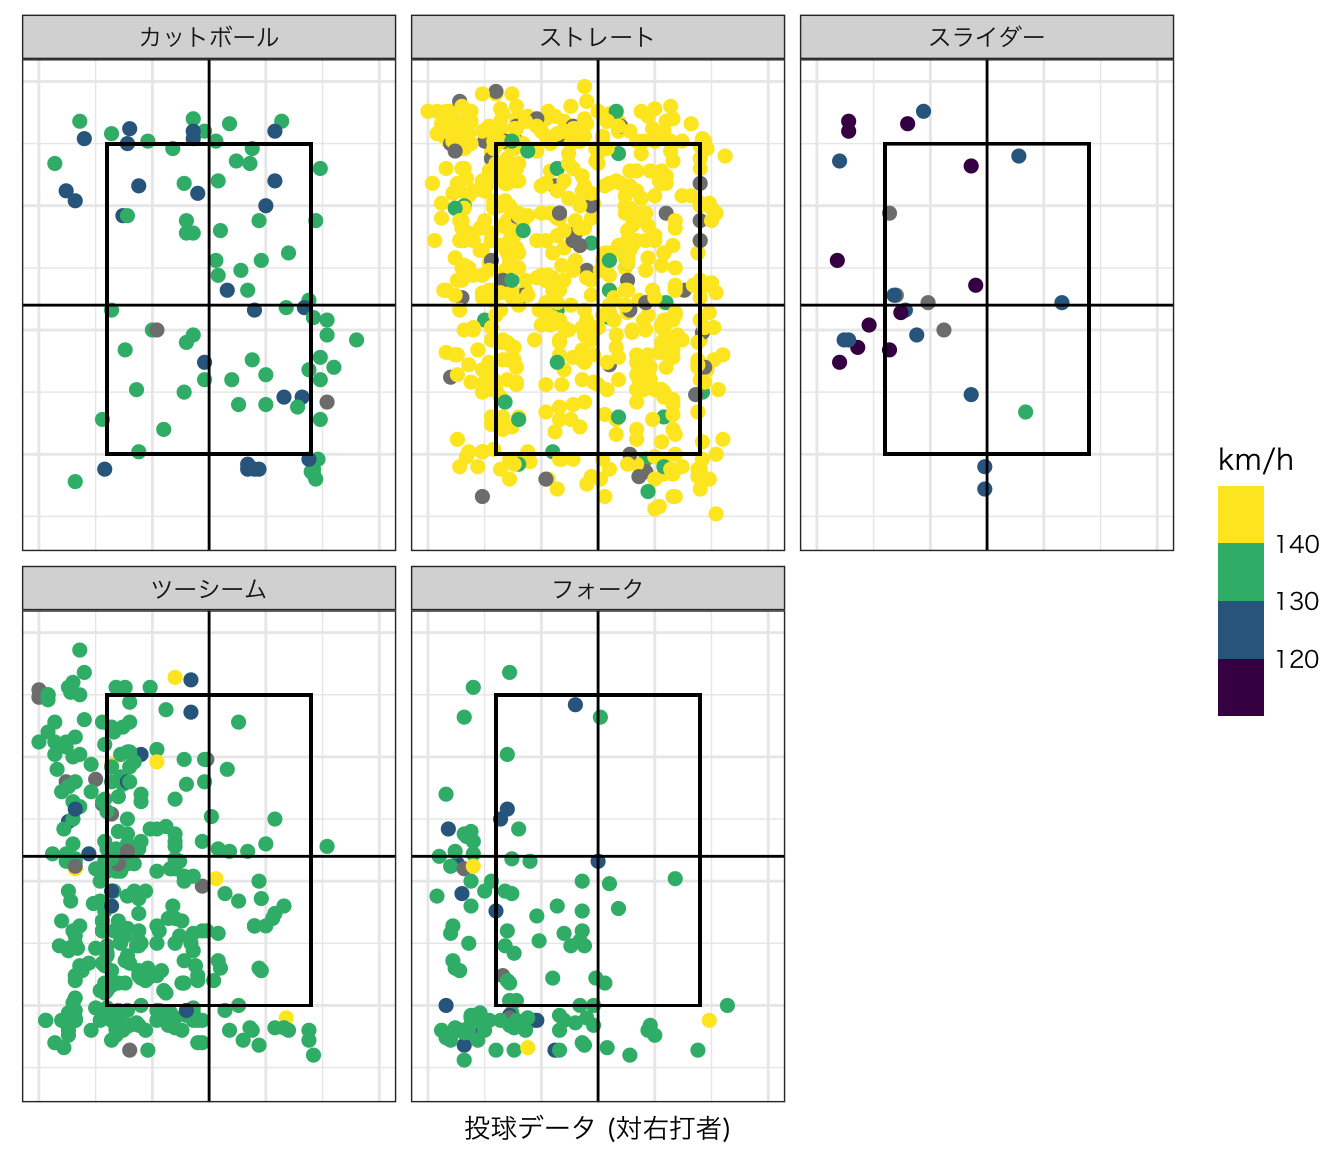 カットボール
ストレート
スライダー
km/h
140
130
120
ツーシーム
フォーク
投球データ (対右打者)